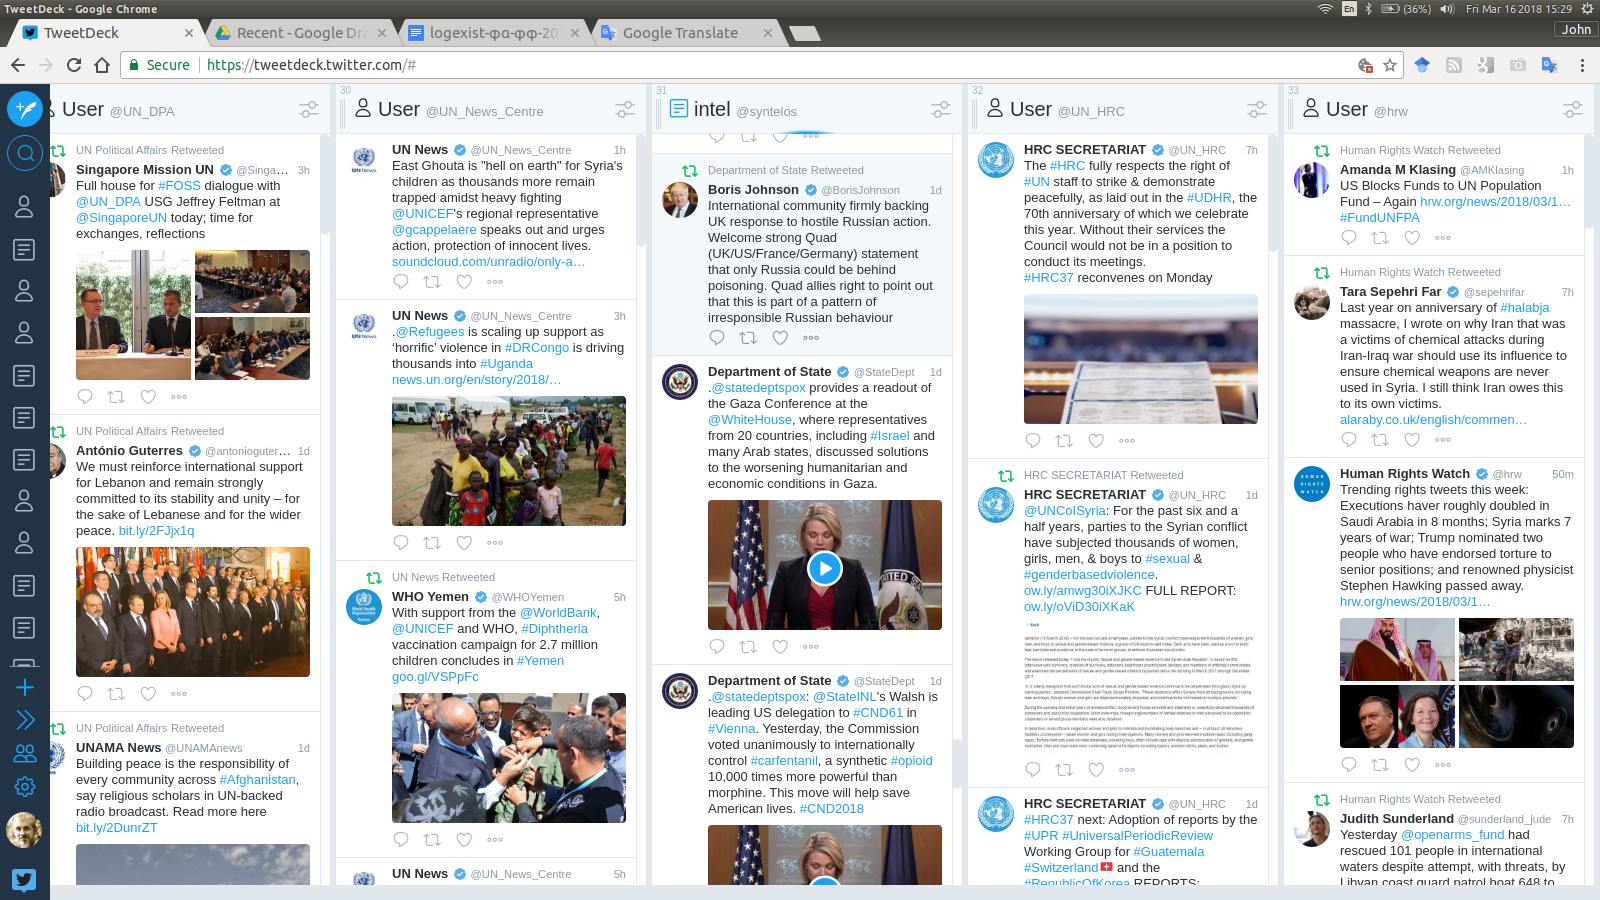 TweetDeck - Google Chrome
En
(36%)
Fri Mar 16 2018 15:29
TweetDeck
Recent - Google Dri
logexist-φα-φφ-20
Google Translate
John
Secure
https://tweetdeck.twitter.com/#
User @UN_DPA
UN Political Affairs Retweeted
Singapore Mission UN @Singa... 3h
Full house for #FOSS dialogue with
@UN_DPA USG Jeffrey Feltman at
@SingaporeUN today; time for
exchanges, reflections
UN Political Affairs Retweeted
António Guterres @antonioguter... 1d
We must reinforce international support
for Lebanon and remain strongly
committed to its stability and unity – for
the sake of Lebanese and for the wider
peace. bit.ly/2FJjx1q
UN Political Affairs Retweeted
UNAMA News @UNAMAnews 1d
Building peace is the responsibility of
every community across #Afghanistan,
say religious scholars in UN-backed
radio broadcast. Read more here
bit.ly/2DunrZT
30
User @UN_News_Centre
UN News @UN_News_Centre 1h
East Ghouta is "hell on earth" for Syria's
children as thousands more remain
trapped amidst heavy fighting
@UNICEF's regional representative
@gcappelaere speaks out and urges
action, protection of innocent lives.
soundcloud.com/unradio/only-a…
UN News @UN_News_Centre 3h
.@Refugees is scaling up support as
‘horrific’ violence in #DRCongo is driving
thousands into #Uganda
news.un.org/en/story/2018/…
UN News Retweeted
WHO Yemen @WHOYemen 5h
With support from the @WorldBank,
@UNICEF and WHO, #Diphtheria
vaccination campaign for 2.7 million
children concludes in #Yemen
goo.gl/VSPpFc
UN News @UN_News_Centre 5h
31
intel @syntelos
Department of State Retweeted
Boris Johnson @BorisJohnson 1d
International community firmly backing
UK response to hostile Russian action.
Welcome strong Quad
(UK/US/France/Germany) statement
that only Russia could be behind
poisoning. Quad allies right to point out
that this is part of a pattern of
irresponsible Russian behaviour
Department of State @StateDept 1d
.@statedeptspox provides a readout of
the Gaza Conference at the
@WhiteHouse, where representatives
from 20 countries, including #Israel and
many Arab states, discussed solutions
to the worsening humanitarian and
economic conditions in Gaza.
Department of State @StateDept 1d
.@statedeptspox: @StateINL's Walsh is
leading US delegation to #CND61 in
#Vienna. Yesterday, the Commission
voted unanimously to internationally
control #carfentanil, a synthetic #opioid
10,000 times more powerful than
morphine. This move will help save
American lives. #CND2018
32
User @UN_HRC
HRC SECRETARIAT @UN_HRC 7h
The #HRC fully respects the right of
#UN staff to strike & demonstrate
peacefully, as laid out in the #UDHR, the
70th anniversary of which we celebrate
this year. Without their services the
Council would not be in a position to
conduct its meetings.
#HRC37 reconvenes on Monday
HRC SECRETARIAT Retweeted
HRC SECRETARIAT @UN_HRC 1d
@UNCoISyria: For the past six and a
half years, parties to the Syrian conflict
have subjected thousands of women,
girls, men, & boys to #sexual &
#genderbasedviolence.
ow.ly/amwg30iXJKC FULL REPORT:
ow.ly/oViD30iXKaK
HRC SECRETARIAT @UN_HRC 1d
#HRC37 next: Adoption of reports by the
#UPR #UniversalPeriodicReview
Working Group for #Guatemala
#Switzerland and the
#RepublicOfKorea REPORTS:
33
User @hrw
Human Rights Watch Retweeted
Amanda M Klasing @AMKlasing 1h
US Blocks Funds to UN Population
Fund – Again hrw.org/news/2018/03/1…
#FundUNFPA
Human Rights Watch Retweeted
Tara Sepehri Far @sepehrifar 7h
Last year on anniversary of #halabja
massacre, I wrote on why Iran that was
a victims of chemical attacks during
Iran-Iraq war should use its influence to
ensure chemical weapons are never
used in Syria. I still think Iran owes this
to its own victims.
alaraby.co.uk/english/commen…
Human Rights Watch @hrw 50m
Trending rights tweets this week:
Executions haver roughly doubled in
Saudi Arabia in 8 months; Syria marks 7
years of war; Trump nominated two
people who have endorsed torture to
senior positions; and renowned physicist
Stephen Hawking passed away.
hrw.org/news/2018/03/1…
Human Rights Watch Retweeted
Judith Sunderland @sunderland_jude 7h
Yesterday @openarms_fund had
rescued 101 people in international
waters despite attempt, with threats, by
Libyan coast guard patrol boat 648 to